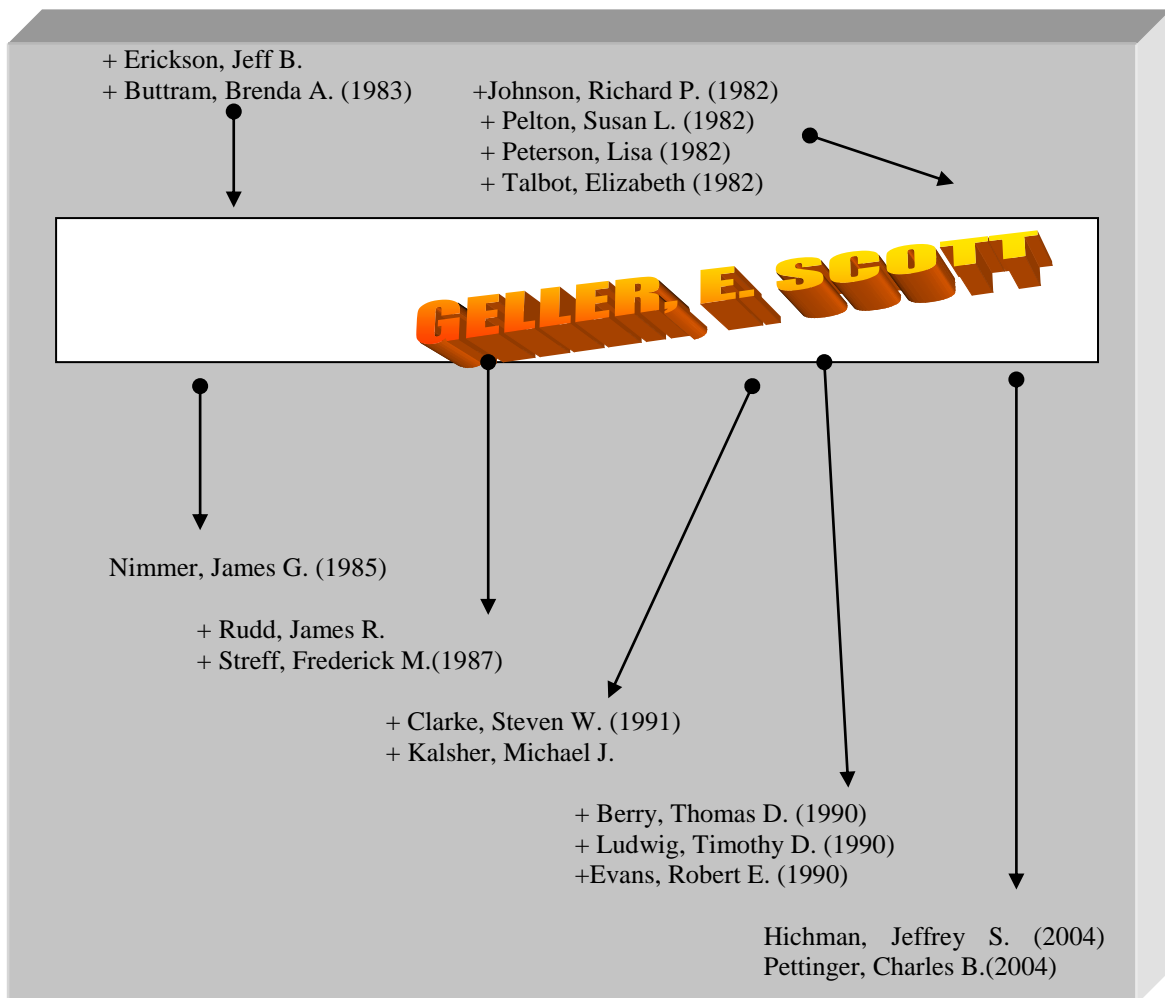 + Erickson, Jeff B.
+ Buttram, Brenda A. (1983)
+Johnson, Richard P. (1982)
+ Pelton, Susan L. (1982)
+ Peterson, Lisa (1982)
+ Talbot, Elizabeth (1982)
GELLER, E. SCOTT
Nimmer, James G. (1985)
+ Rudd, James R.
+ Streff, Frederick M.(1987)
+ Clarke, Steven W. (1991)
+ Kalsher, Michael J.
+ Berry, Thomas D. (1990)
+ Ludwig, Timothy D. (1990)
+Evans, Robert E. (1990)
Hichman, Jeffrey S. (2004)
Pettinger, Charles B.(2004)